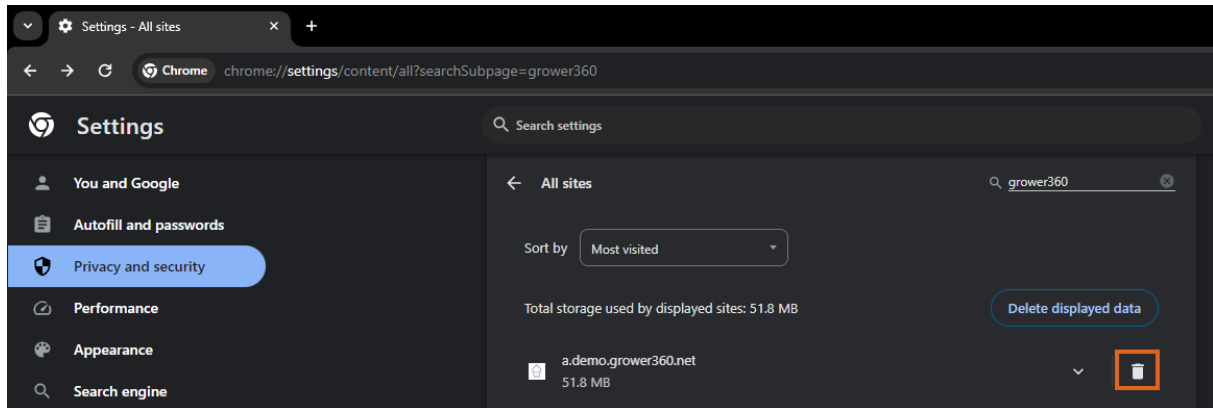 Settings - All sites
Chrome chrome://settings/content/all?searchSubpage=grower360
Settings
Search settings
You and Google
Autofill and passwords
Privacy and security
Performance
Appearance
Search engine
All sites
grower360
Sort by Most visited
Total storage used by displayed sites: 51.8 MB
Delete displayed data
a.demo.grower360.net
51.8 MB